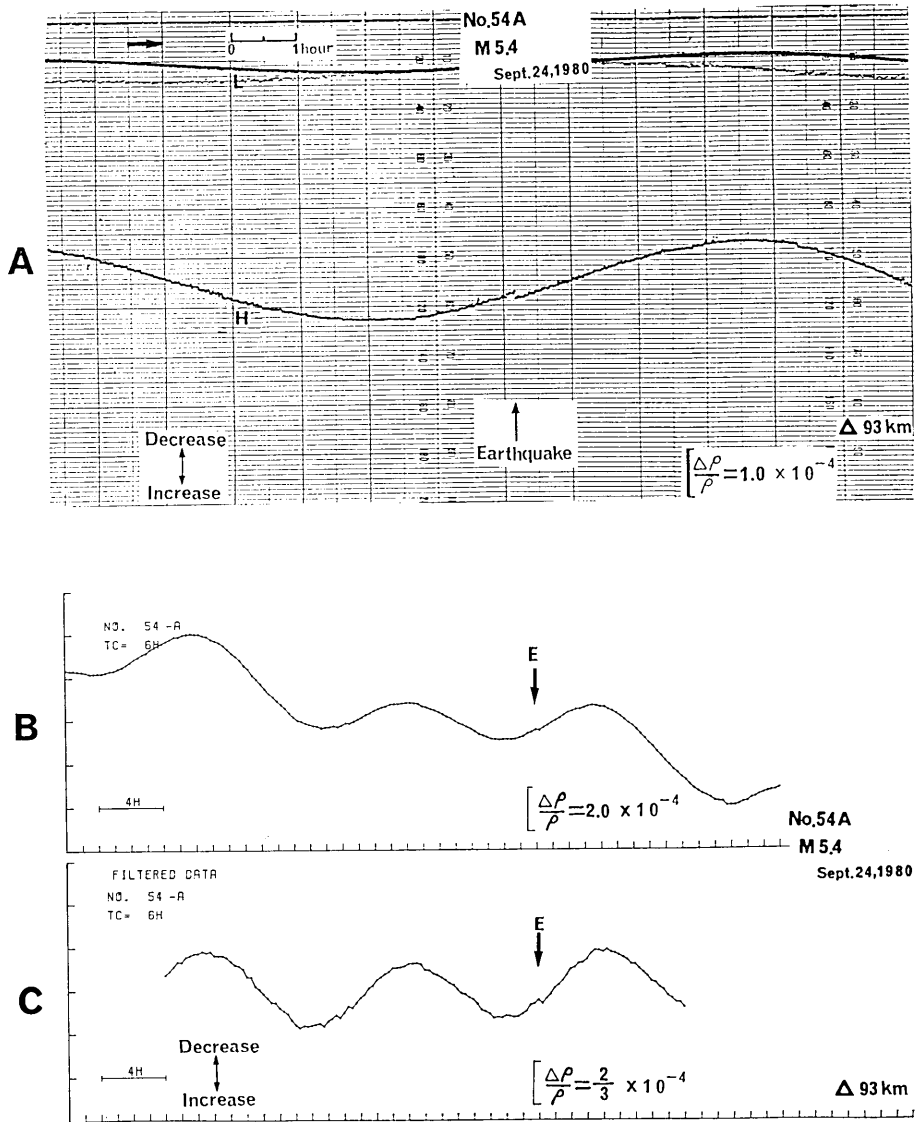 No,54A
M 5,4
Sept.24,1980
0 1hour
L
A
H
Decrease
Increase
Earthquake
Δ 93 km
[Δρ/ρ = 1.0 × 10⁻⁴
NO. 54 -A
TC= 6H
E
B
4H
[Δρ/ρ = 2.0 × 10⁻⁴
No,54A
M 5,4
Sept.24,1980
FILTERED DATA
NO. 54 -A
TC= 6H
E
C
Decrease
4H
Increase
[Δρ/ρ = 2/3 × 10⁻⁴
Δ 93 km